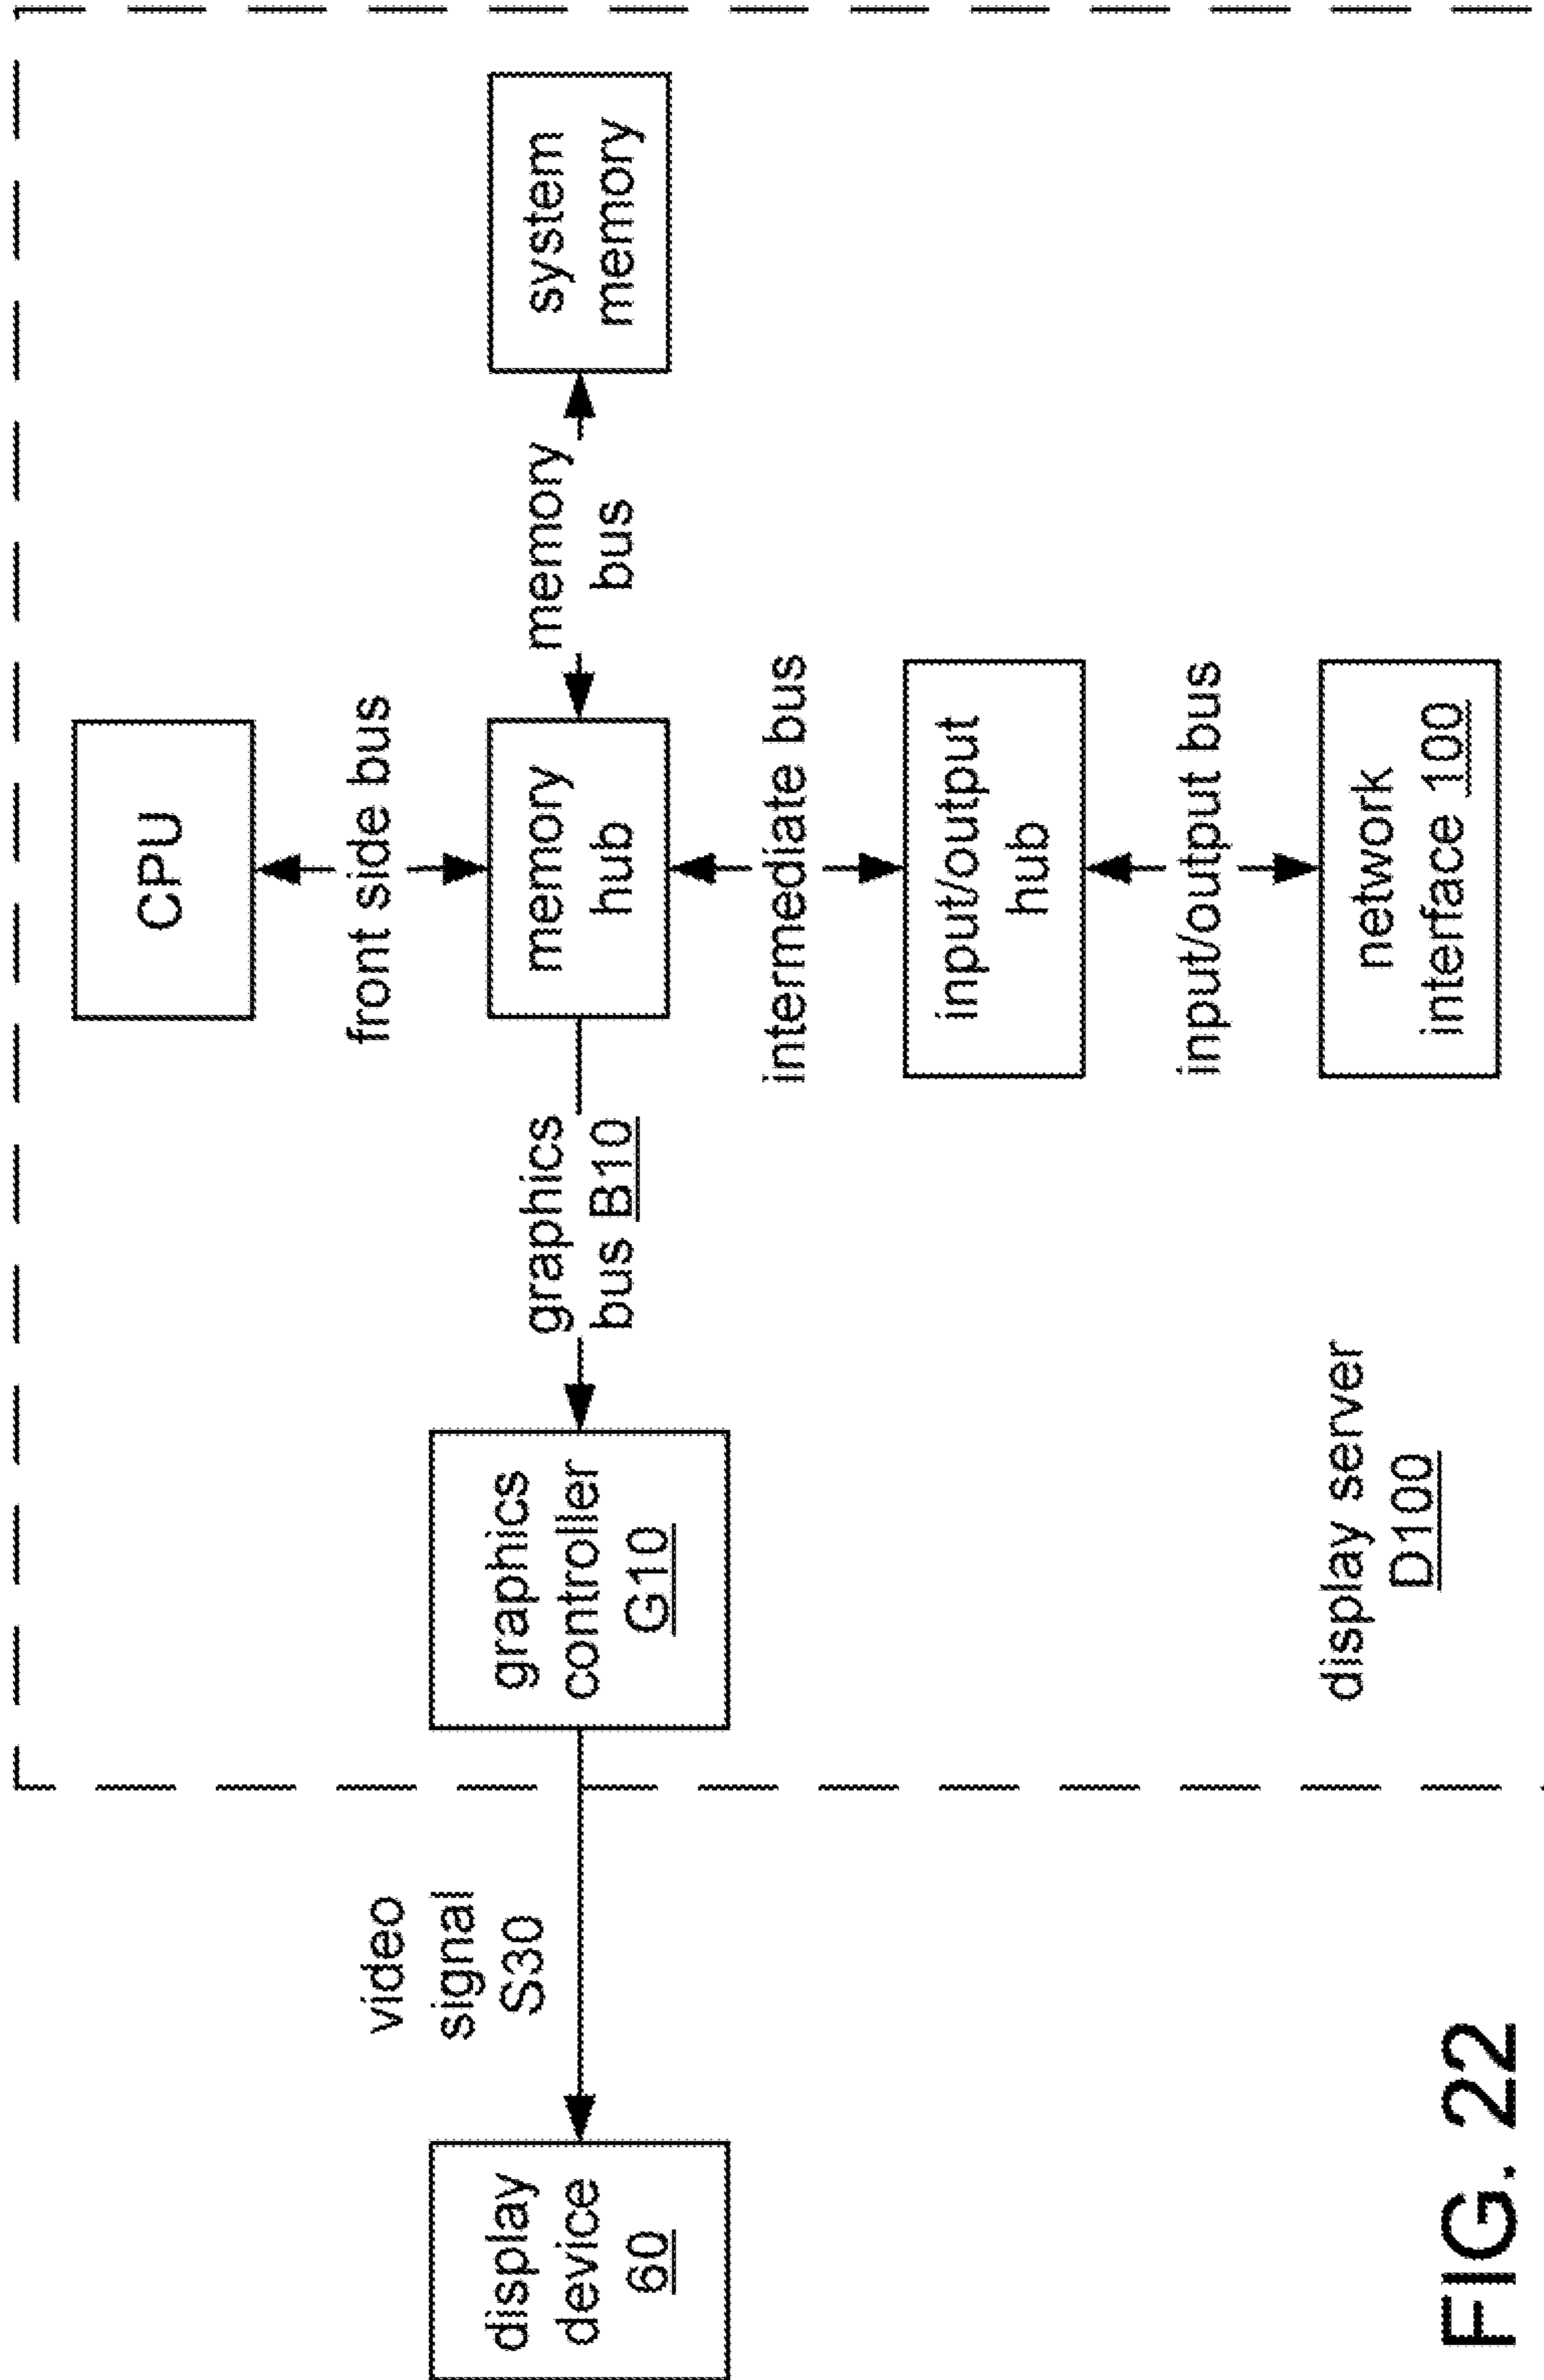 CPU
front side bus
video
signal
S30
display
device
60
graphics
controller
G10
graphics
bus B10
memory
hub
memory
bus
system
memory
intermediate bus
input/output
hub
input/output bus
network
interface 100
display server
D100
FIG. 22